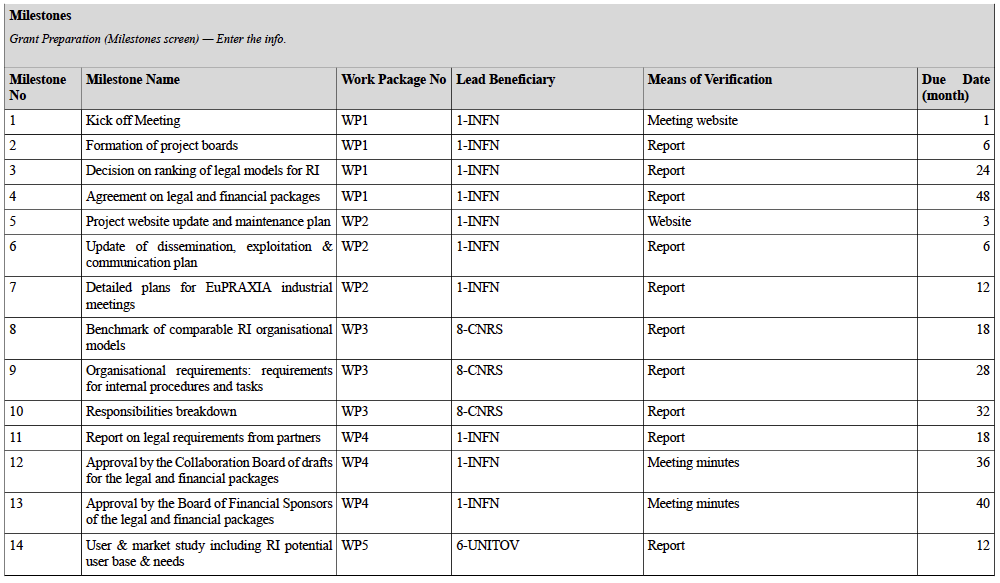 Milestones
Grant Preparation (Milestones screen) — Enter the info.
Milestone No Milestone Name Work Package No Lead Beneficiary Means of Verification Due Date (month)
1 Kick off Meeting WP1 1-INFN Meeting website 1
2 Formation of project boards WP1 1-INFN Report 6
3 Decision on ranking of legal models for RI WP1 1-INFN Report 24
4 Agreement on legal and financial packages WP1 1-INFN Report 48
5 Project website update and maintenance plan WP2 1-INFN Website 3
6 Update of dissemination, exploitation & communication plan WP2 1-INFN Report 6
7 Detailed plans for EuPRAXIA industrial meetings WP2 1-INFN Report 12
8 Benchmark of comparable RI organisational models WP3 8-CNRS Report 18
9 Organisational requirements: requirements for internal procedures and tasks WP3 8-CNRS Report 28
10 Responsibilities breakdown WP3 8-CNRS Report 32
11 Report on legal requirements from partners WP4 1-INFN Report 18
12 Approval by the Collaboration Board of drafts for the legal and financial packages WP4 1-INFN Meeting minutes 36
13 Approval by the Board of Financial Sponsors of the legal and financial packages WP4 1-INFN Meeting minutes 40
14 User & market study including RI potential user base & needs WP5 6-UNITOV Report 12